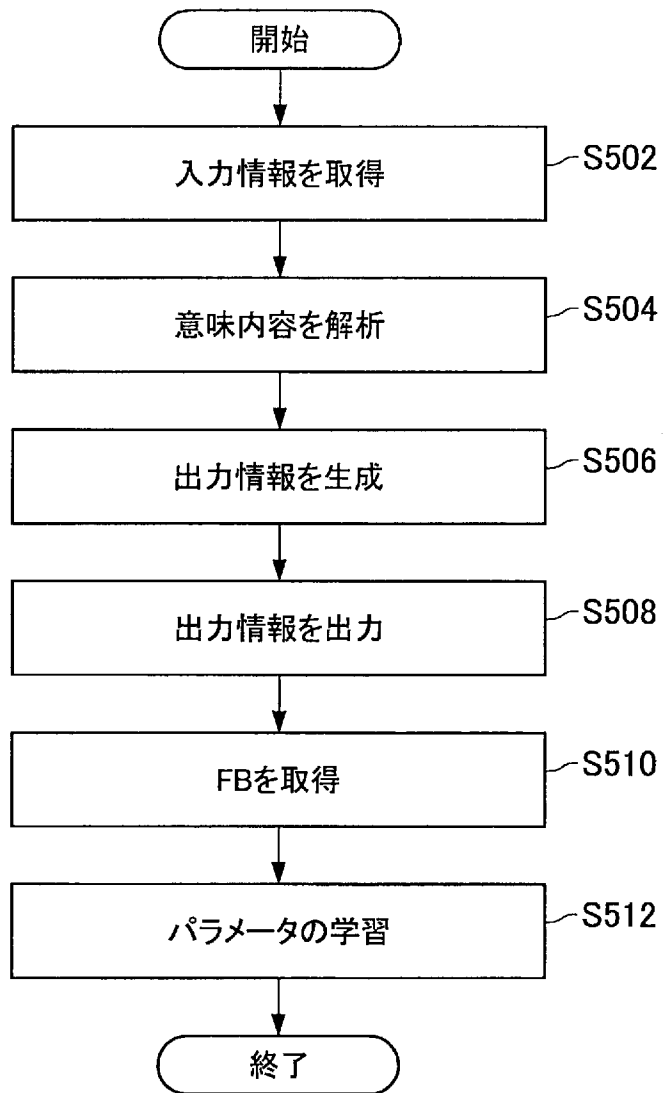 開始
入力情報を取得
S502
意味内容を解析
S504
出力情報を生成
S506
出力情報を出力
S508
FBを取得
S510
パラメータの学習
S512
終了